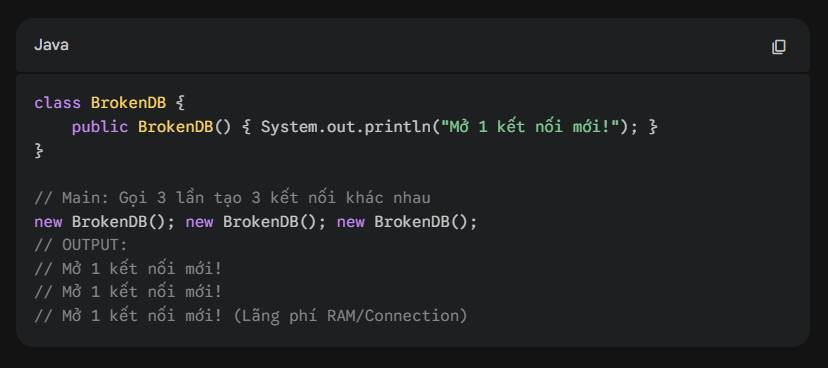 Java
class BrokenDB {
    public BrokenDB() { System.out.println("Mở 1 kết nối mới!"); }
}
// Main: Gọi 3 lần tạo 3 kết nối khác nhau
new BrokenDB(); new BrokenDB(); new BrokenDB();
// OUTPUT:
// Mở 1 kết nối mới!
// Mở 1 kết nối mới!
// Mở 1 kết nối mới! (Lãng phí RAM/Connection)